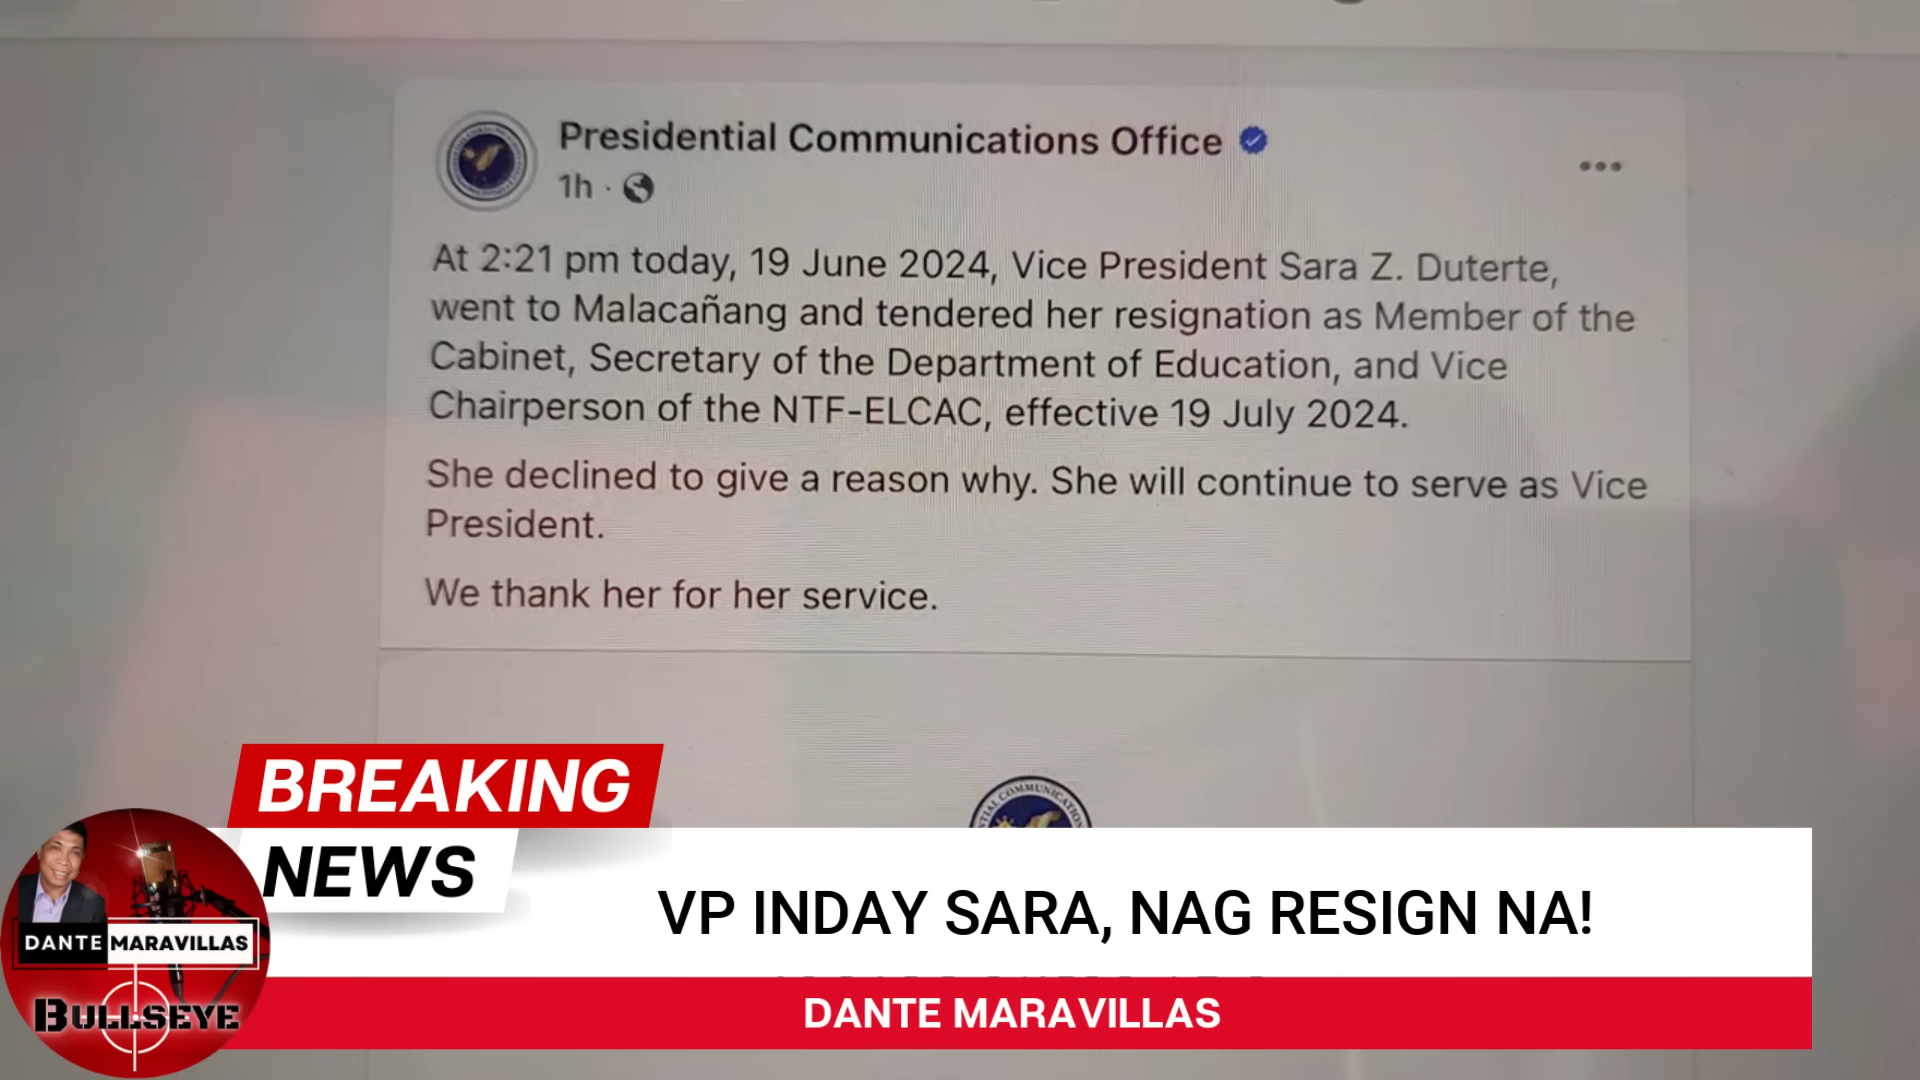 Presidential Communications Office
1h
At 2:21 pm today, 19 June 2024, Vice President Sara Z. Duterte,
went to Malacañang and tendered her resignation as Member of the
Cabinet, Secretary of the Department of Education, and Vice
Chairperson of the NTF-ELCAC, effective 19 July 2024.
She declined to give a reason why. She will continue to serve as Vice
President.
We thank her for her service.
BREAKING
NEWS
VP INDAY SARA, NAG RESIGN NA!
DANTE MARAVILLAS
DANTE MARAVILLAS
BULLSEYE